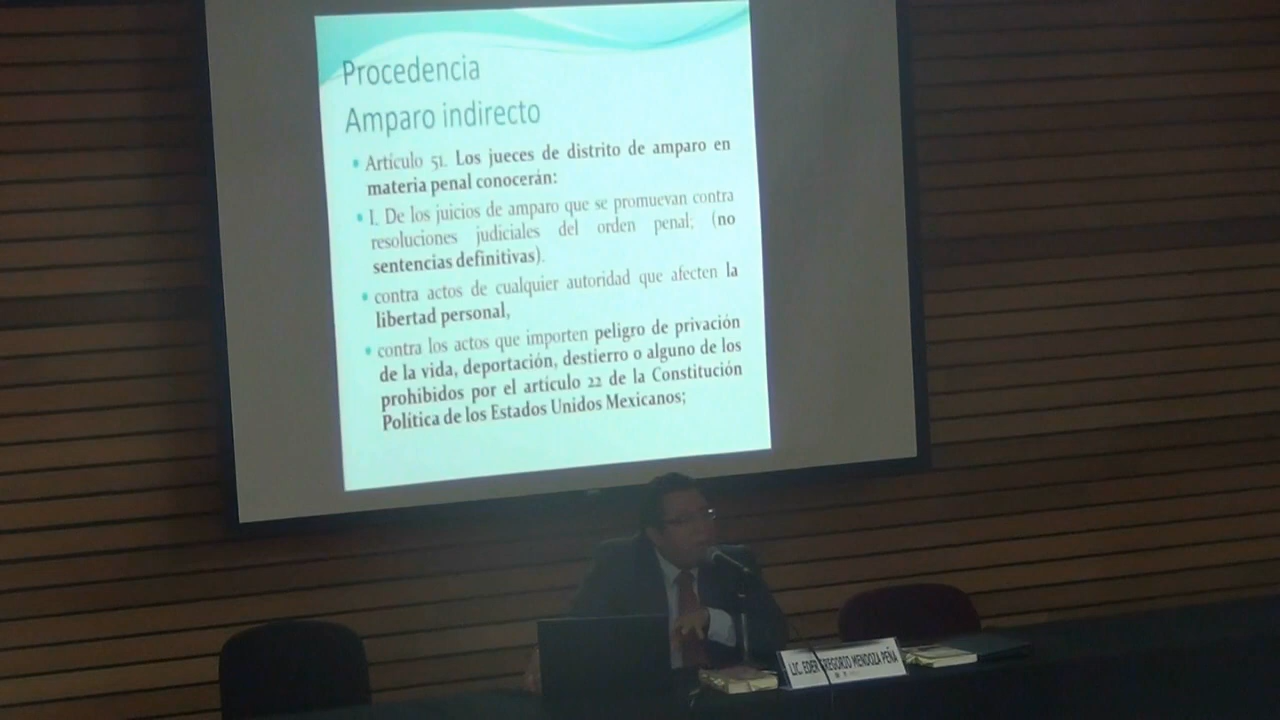 Procedencia
Amparo indirecto
Artículo 51. Los jueces de distrito de amparo en
materia penal conocerán:
I. De los juicios de amparo que se promuevan contra
resoluciones judiciales del orden penal; (no
sentencias definitivas).
contra actos de cualquier autoridad que afecten la
libertad personal,
contra los actos que importen peligro de privación
de la vida, deportación, destierro o alguno de los
prohibidos por el artículo 22 de la Constitución
Política de los Estados Unidos Mexicanos;
LIC. EDER GREGORIO MENDOZA PEÑA